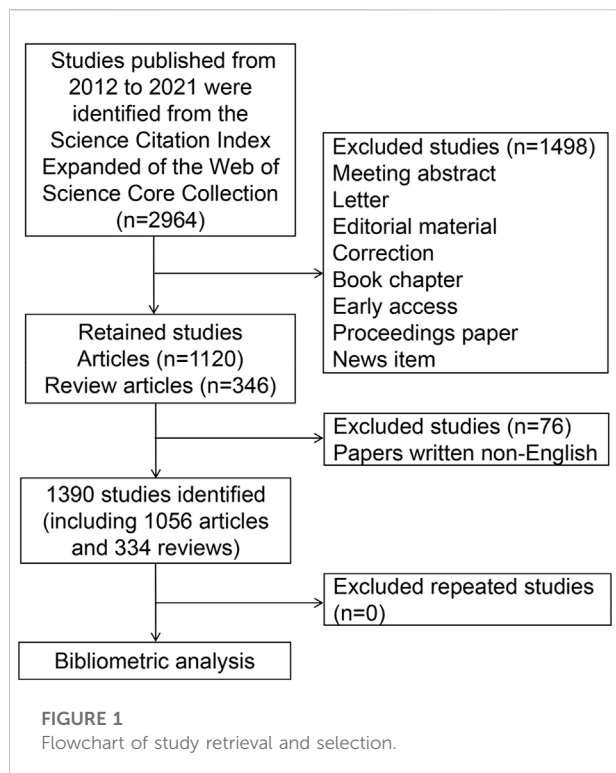 Studies published from
2012 to 2021 were
identified from the
Science Citation Index
Expanded of the Web of
Science Core Collection
(n=2964)
Excluded studies (n=1498)
Meeting abstract
Letter
Editorial material
Correction
Book chapter
Early access
Proceedings paper
News item
Retained studies
Articles (n=1120)
Review articles (n=346)
Excluded studies (n=76)
Papers written non-English
1390 studies identified
(including 1056 articles
and 334 reviews)
Excluded repeated studies
(n=0)
Bibliometric analysis
FIGURE 1
Flowchart of study retrieval and selection.